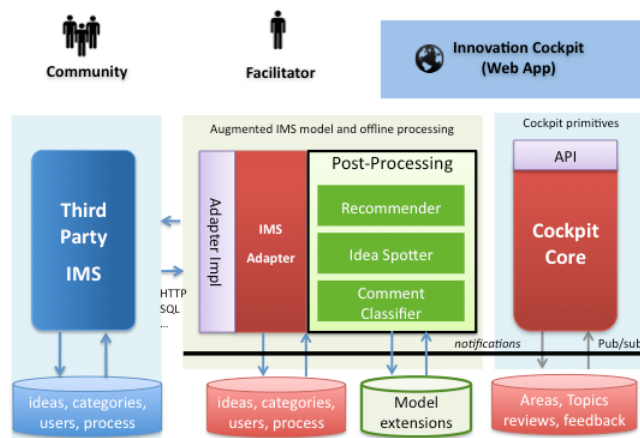 Community
Facilitator
Innovation Cockpit
(Web App)
Augmented IMS model and offline processing
Cockpit primitives
Third
Party
IMS
HTTP
SQL
...
Adapter Impl
IMS
Adapter
Post-Processing
Recommender
Idea Spotter
Comment
Classifier
API
Cockpit
Core
notifications
Pub/sub
ideas, categories,
users, process
ideas, categories,
users, process
Model
extensions
Areas, Topics
reviews, feedback